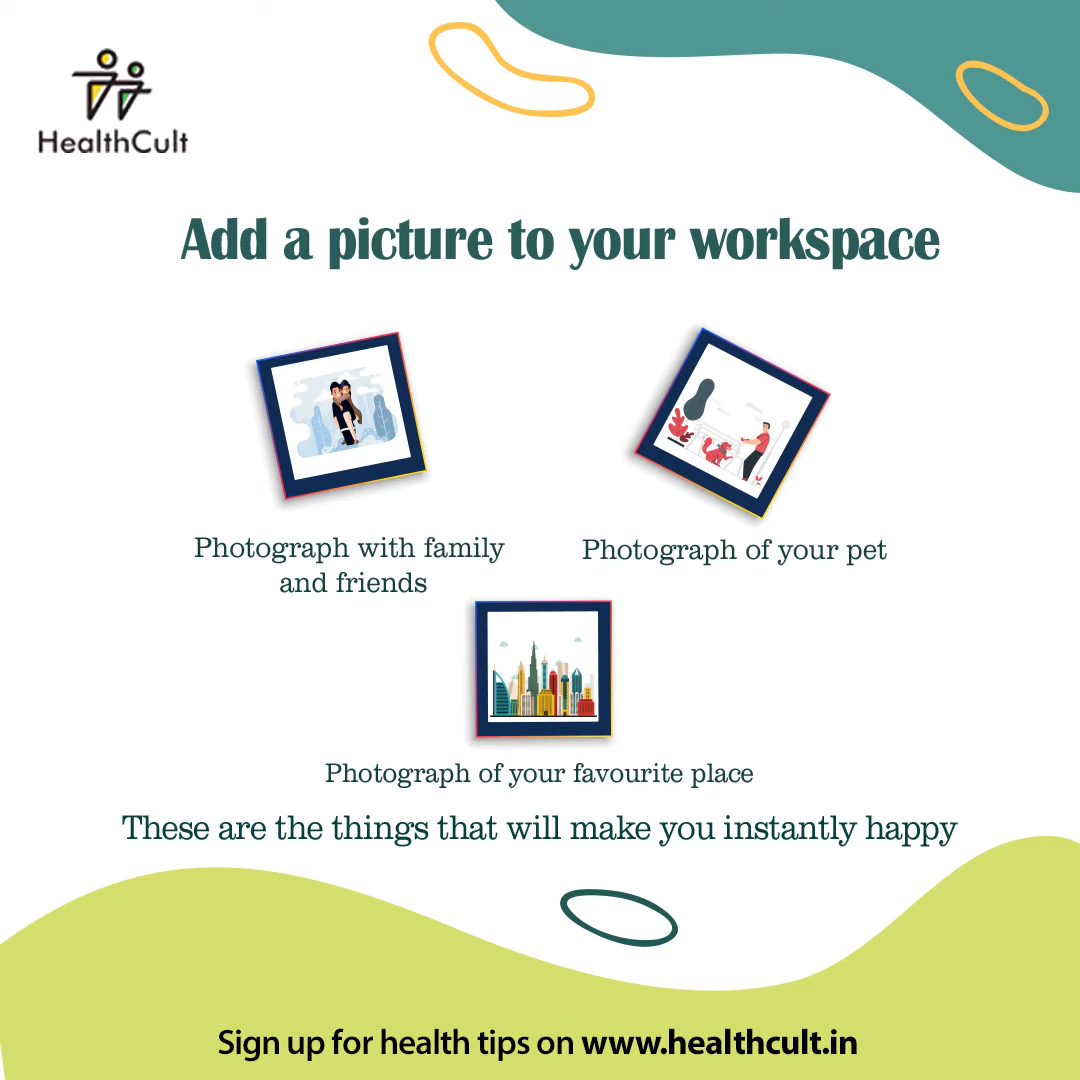 HealthCult
Add a picture to your workspace
Photograph with family
and friends
Photograph of your pet
Photograph of your favourite place
These are the things that will make you instantly happy
Sign up for health tips on www.healthcult.in